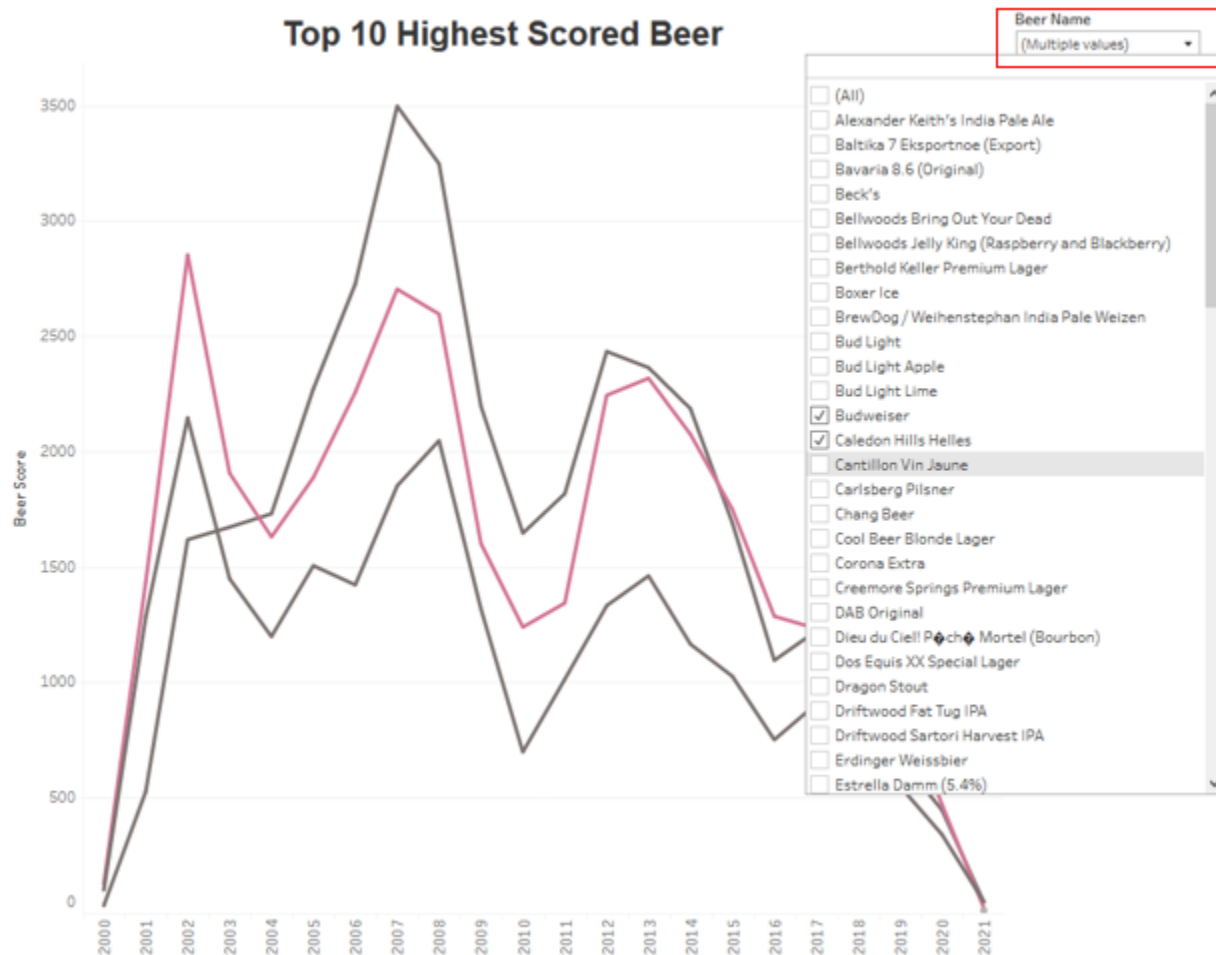 Top 10 Highest Scored Beer
Beer Name
(Multiple values)
(All)
Alexander Keith's India Pale Ale
Baltika 7 Eksportnoe (Export)
Bavaria 8.6 (Original)
Beck's
Bellwoods Bring Out Your Dead
Bellwoods Jelly King (Raspberry and Blackberry)
Berthold Keller Premium Lager
Boxer Ice
BrewDog / Weihenstephan India Pale Weizen
Bud Light
Bud Light Apple
Bud Light Lime
Budweiser
Caledon Hills Helles
Cantillon Vin Jaune
Carlsberg Pilsner
Chang Beer
Cool Beer Blonde Lager
Corona Extra
Creemore Springs Premium Lager
DAB Original
Dieu du Ciel! P�ch� Mortel (Bourbon)
Dos Equis XX Special Lager
Dragon Stout
Driftwood Fat Tug IPA
Driftwood Sartori Harvest IPA
Erdinger Weissbier
Estrella Damm (5.4%)
Beer Score
3500
3000
2500
2000
1500
1000
500
0
2000
2001
2002
2003
2004
2005
2006
2007
2008
2009
2010
2011
2012
2013
2014
2015
2016
2017
2018
2019
2020
2021